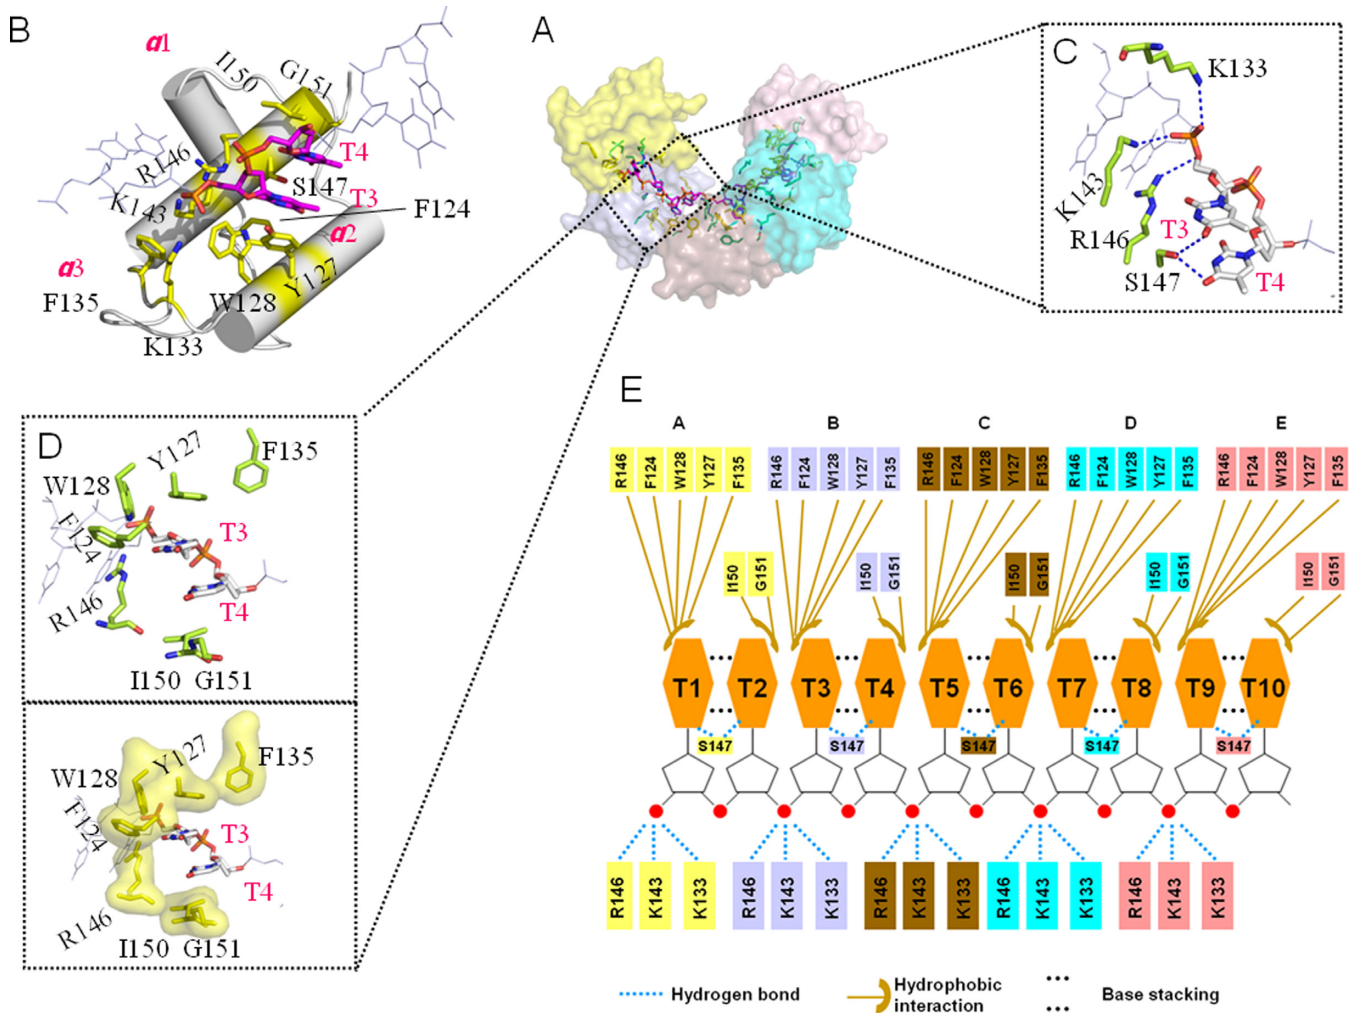 B
α1
I150
G151
R146
T4
K143
S147
T3
F124
α2
α3
Y127
F135
W128
K133
A
C
K133
K143
R146
T3
S147
T4
D
Y127
F135
W128
F124
T3
R146
T4
I150 G151
Y127
F135
W128
F124
T3
T4
R146
I150 G151
E
A B C D E
R146 F124 W128 Y127 F135 R146 F124 W128 Y127 F135 R146 F124 W128 Y127 F135 R146 F124 W128 Y127 F135 R146 F124 W128 Y127 F135
I150 G151 I150 G151 I150 G151 I150 G151 I150 G151
T1 T2 T3 T4 T5 T6 T7 T8 T9 T10
S147 S147 S147 S147 S147
R146 K143 K133 R146 K143 K133 R146 K143 K133 R146 K143 K133 R146 K143 K133
Hydrogen bond
Hydrophobic
interaction
Base stacking